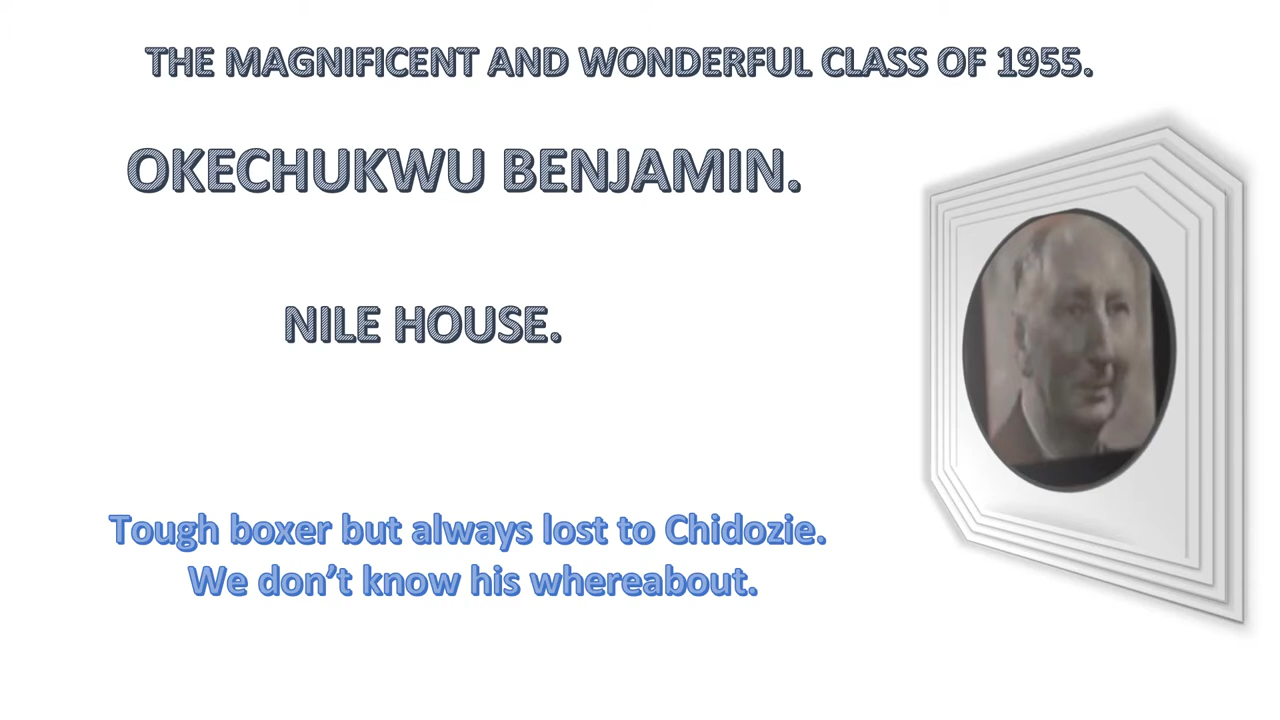 THE MAGNIFICENT AND WONDERFUL CLASS OF 1955.
OKECHUKWU BENJAMIN.
NILE HOUSE.
Tough boxer but always lost to Chidozie.
We don’t know his whereabout.